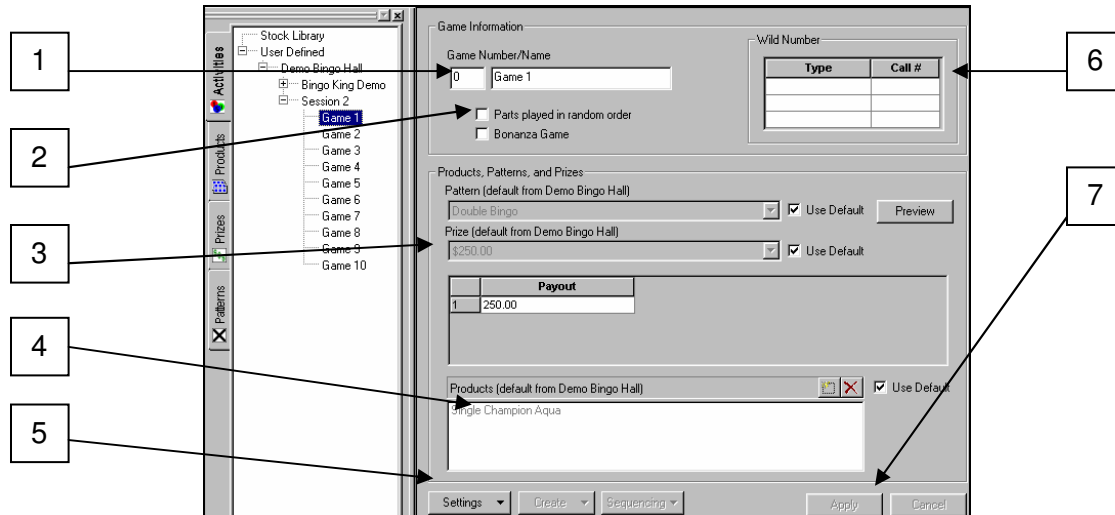 1
2
3
4
5
6
7
Activities
Products
Prizes
Patterns
Stock Library
User Defined
Demo Bingo Hall
Bingo King Demo
Session 2
Game 1
Game 2
Game 3
Game 4
Game 5
Game 6
Game 7
Game 8
Game 9
Game 10
Game Information
Game Number/Name
0 Game 1
Parts played in random order
Bonanza Game
Wild Number
Type Call #
Products, Patterns, and Prizes
Pattern (default from Demo Bingo Hall)
Double Bingo Use Default Preview
Prize (default from Demo Bingo Hall)
$250.00 Use Default
Payout
1 250.00
Products (default from Demo Bingo Hall) Use Default
Single Champion Aqua
Settings Create Sequencing Apply Cancel